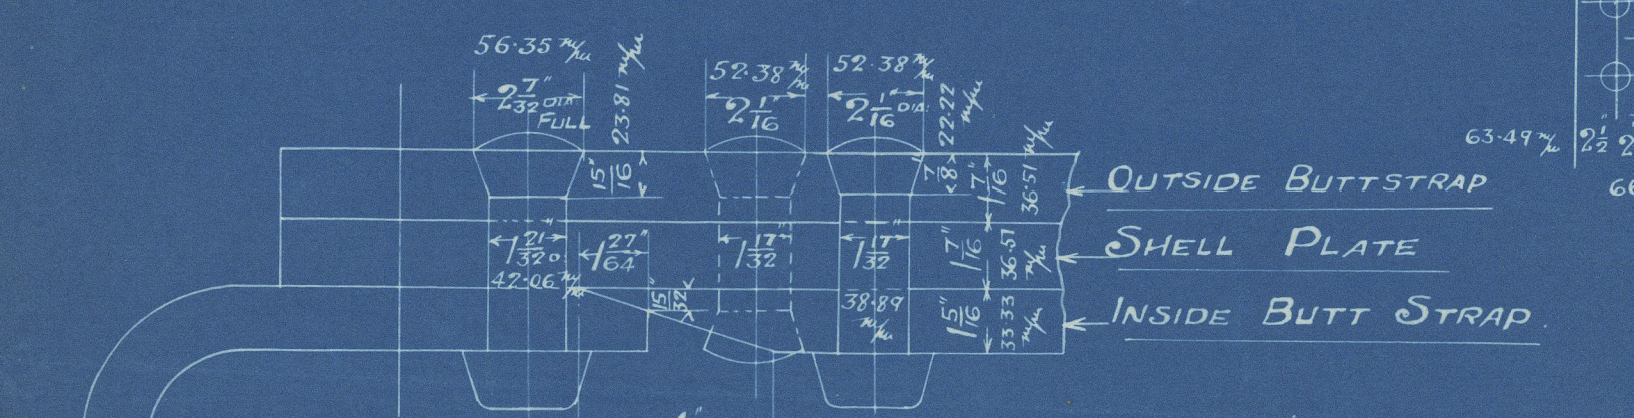 56·35 m/m
2 7/32" DIA
FULL
23·81 m/m
15/16"
52·38 m/m
2 1/16"
52·38 m/m
2 1/16" DIA
22·22 m/m
7/8"
1 7/16"
36·51 m/m
63·49 m/m
2 1/2"
OUTSIDE BUTTSTRAP
1 21/32"
42·06 m/m
1 27/64"
15/32"
1 17/32"
1 17/32"
38·89 m/m
1 7/16"
36·51 m/m
SHELL PLATE
1 5/16"
33 33 m/m
INSIDE BUTT STRAP.